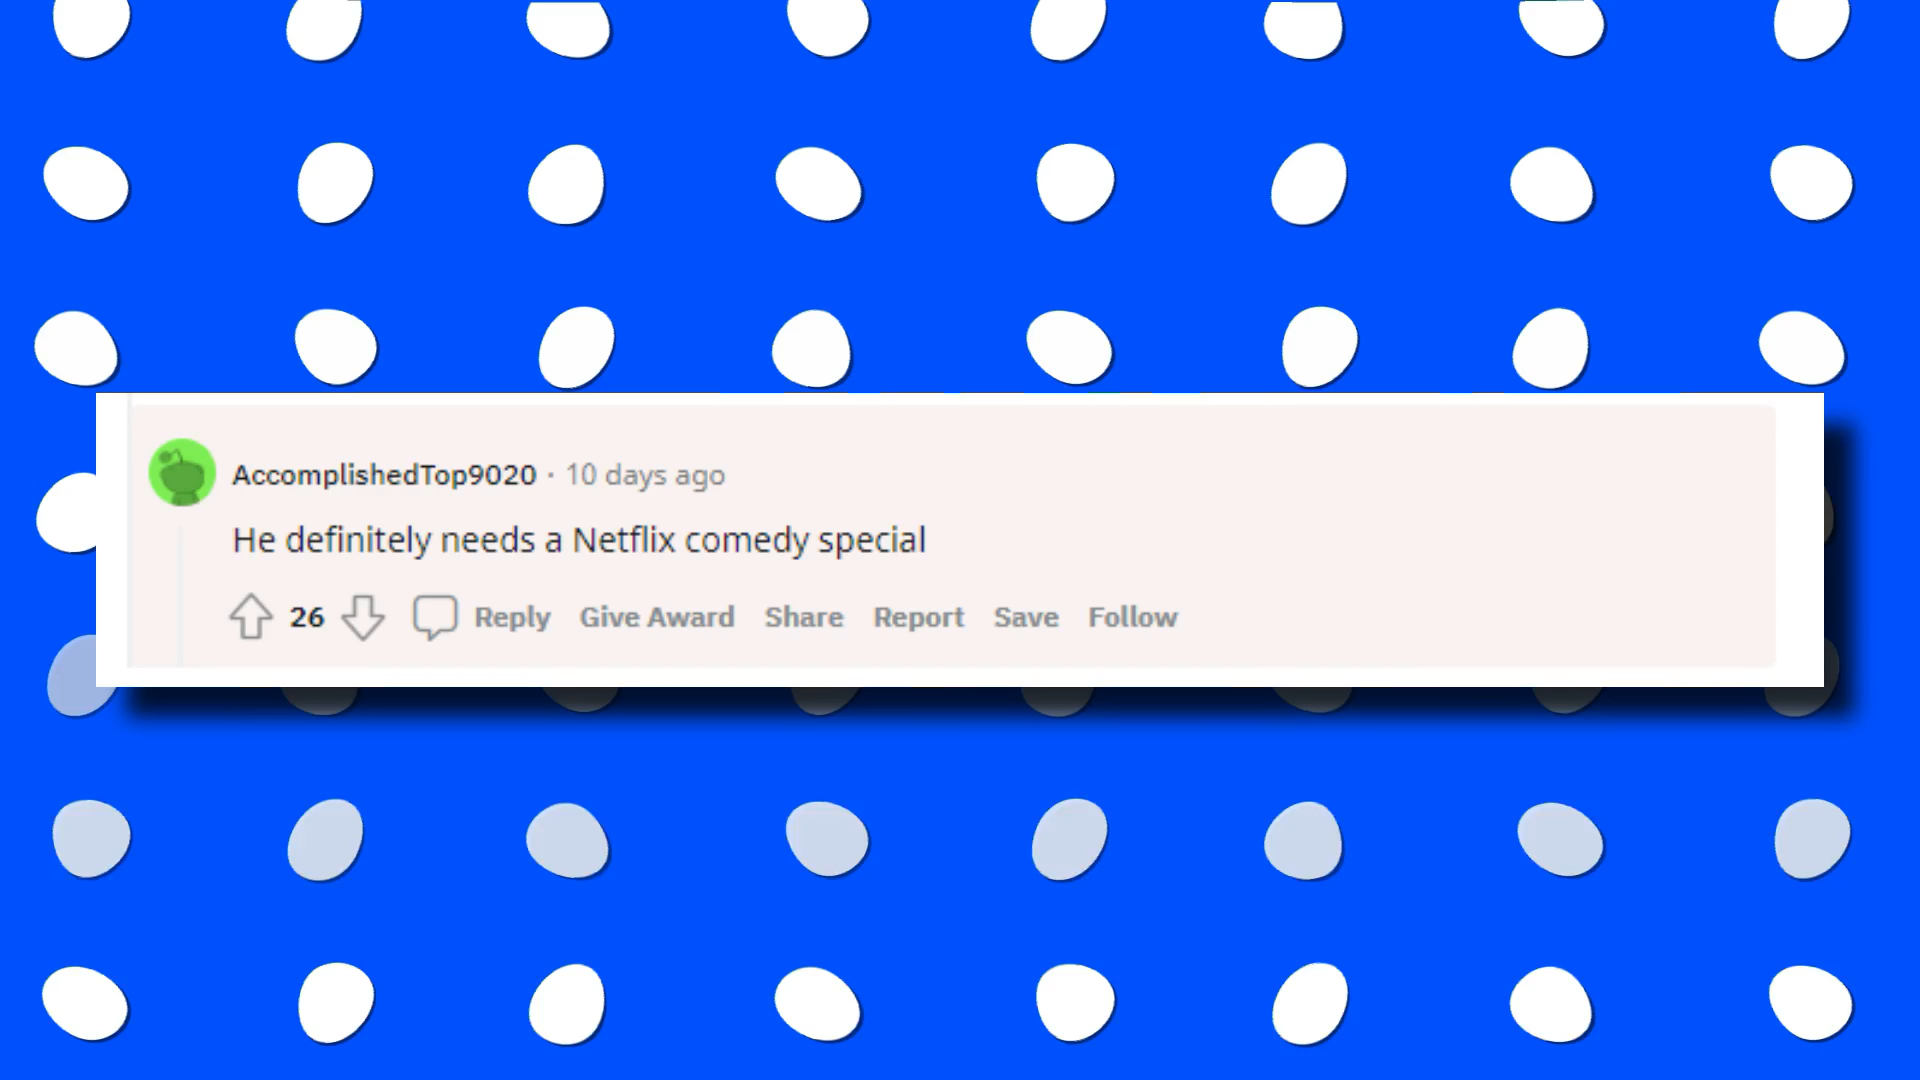 AccomplishedTop9020 · 10 days ago
He definitely needs a Netflix comedy special
26 Reply Give Award Share Report Save Follow